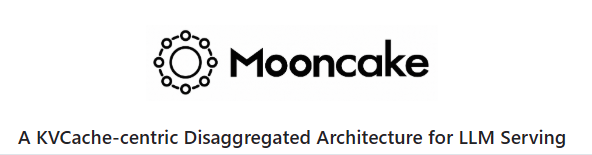 Mooncake
A KVCache-centric Disaggregated Architecture for LLM Serving